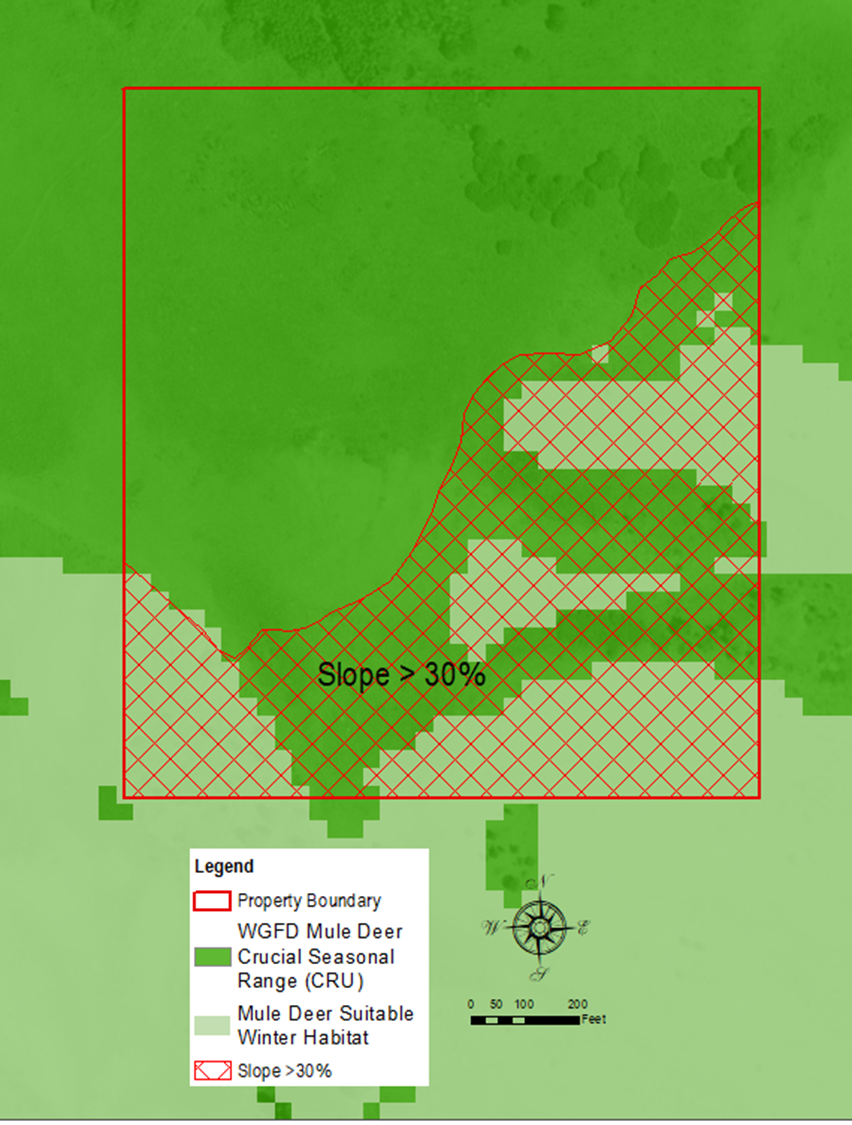 Slope > 30%
Legend
Property Boundary
WGFD Mule Deer
Crucial Seasonal
Range (CRU)
Mule Deer Suitable
Winter Habitat
Slope >30%
N
W E
S
0 50 100 200
Feet